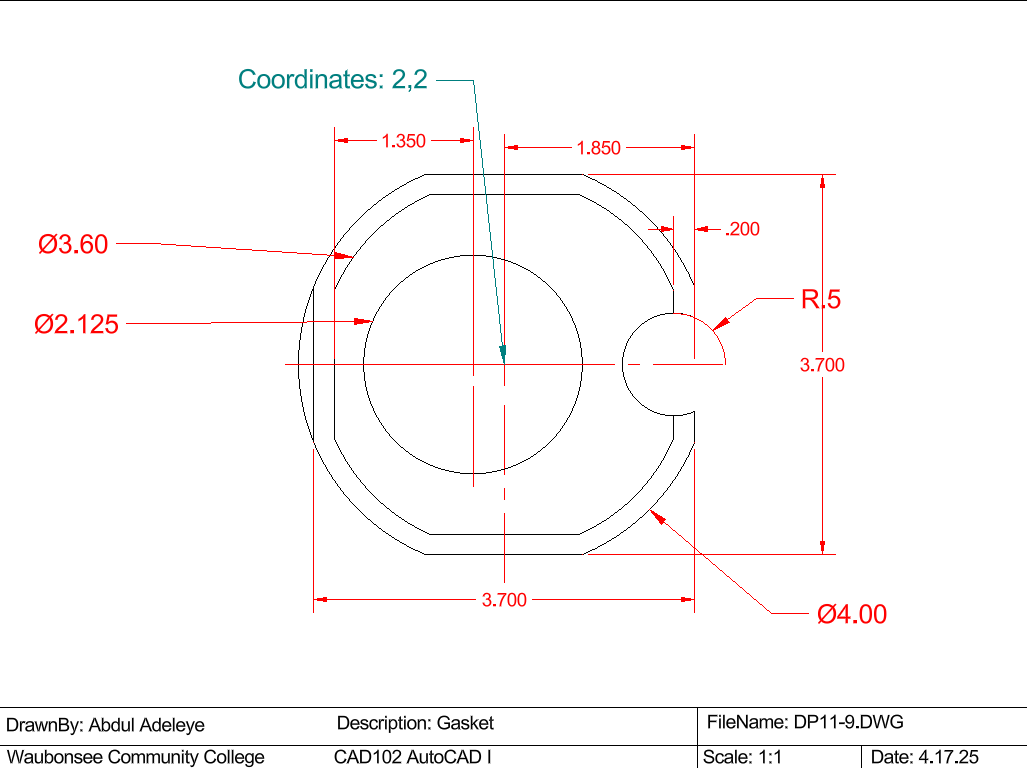 Coordinates: 2,2
1.350
1.850
.200
Ø3.60
R.5
Ø2.125
3.700
3.700
Ø4.00
DrawnBy: Abdul Adeleye
Description: Gasket
FileName: DP11-9.DWG
Waubonsee Community College
CAD102 AutoCAD I
Scale: 1:1
Date: 4.17.25